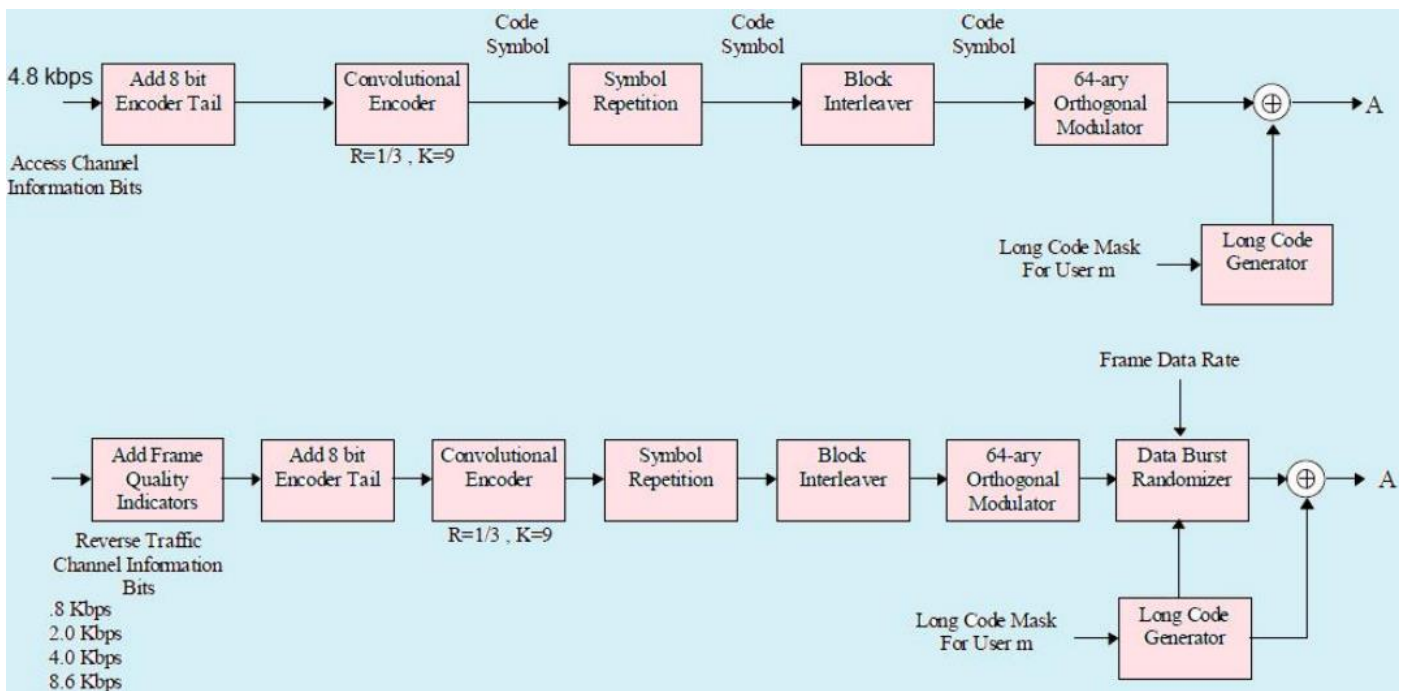 Code
Symbol
Code
Symbol
Code
Symbol
4.8 kbps
Add 8 bit
Encoder Tail
Convolutional
Encoder
Symbol
Repetition
Block
Interleaver
64-ary
Orthogonal
Modulator
⊕
A
R=1/3 , K=9
Access Channel
Information Bits
Long Code Mask
For User m
Long Code
Generator
Frame Data Rate
Add Frame
Quality
Indicators
Add 8 bit
Encoder Tail
Convolutional
Encoder
Symbol
Repetition
Block
Interleaver
64-ary
Orthogonal
Modulator
Data Burst
Randomizer
⊕
A
R=1/3 , K=9
Reverse Traffic
Channel Information
Bits
.8 Kbps
2.0 Kbps
4.0 Kbps
8.6 Kbps
Long Code Mask
For User m
Long Code
Generator